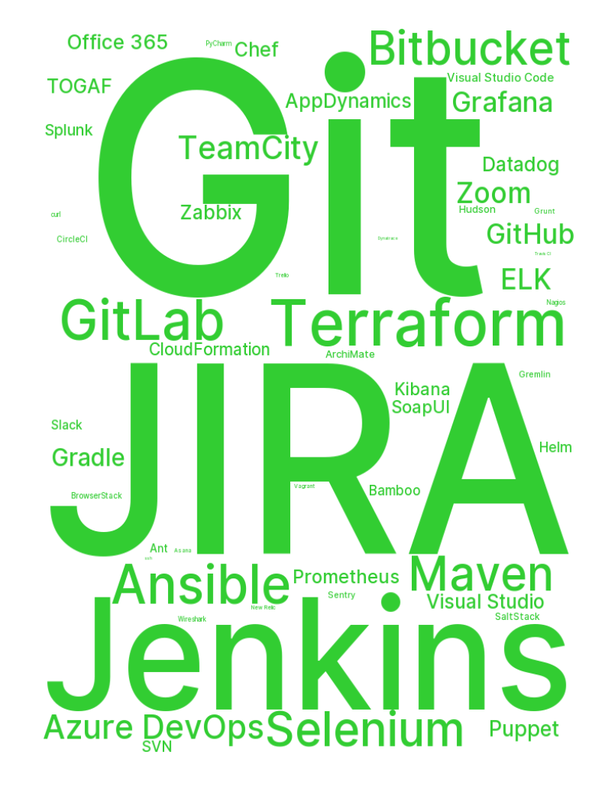 Office 365
PyCharm
Chef
Bitbucket
Visual Studio Code
TOGAF
AppDynamics
Grafana
Splunk
Git
TeamCity
Datadog
Zoom
Zabbix
Hudson
Grunt
curl
GitHub
CircleCI
Dynatrace
Travis CI
Trello
ELK
Nagios
GitLab
Terraform
CloudFormation
ArchiMate
Gremlin
Kibana
SoapUI
JIRA
Slack
Gradle
Helm
Vagrant
Bamboo
BrowserStack
Ant
Asana
Ansible
Prometheus
Maven
Sentry
Visual Studio
New Relic
SaltStack
Wireshark
Jenkins
Azure DevOps
Selenium
Puppet
SVN